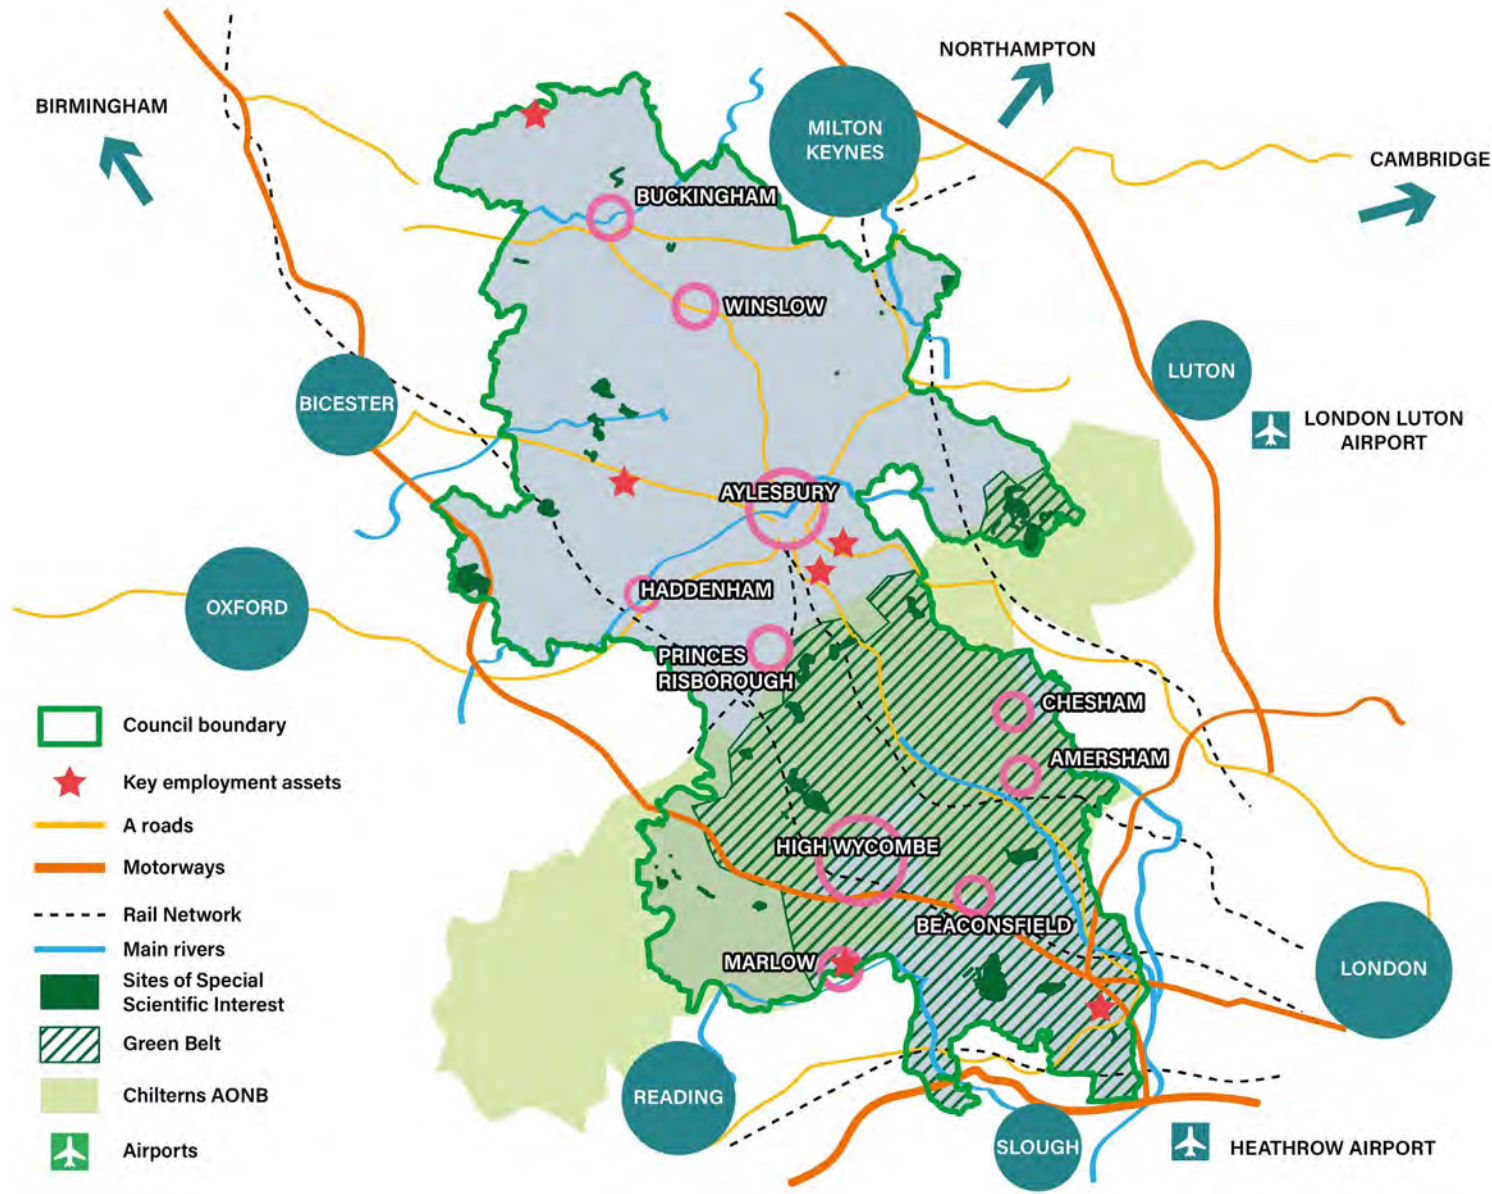 NORTHAMPTON
BIRMINGHAM
MILTON
KEYNES
CAMBRIDGE
BUCKINGHAM
WINSLOW
LUTON
BICESTER
LONDON LUTON
AIRPORT
AYLESBURY
HADDENHAM
OXFORD
PRINCES
RISBOROUGH
CHESHAM
AMERSHAM
HIGH WYCOMBE
BEACONSFIELD
MARLOW
LONDON
READING
SLOUGH
HEATHROW AIRPORT
Council boundary
Key employment assets
A roads
Motorways
Rail Network
Main rivers
Sites of Special
Scientific Interest
Green Belt
Chilterns AONB
Airports